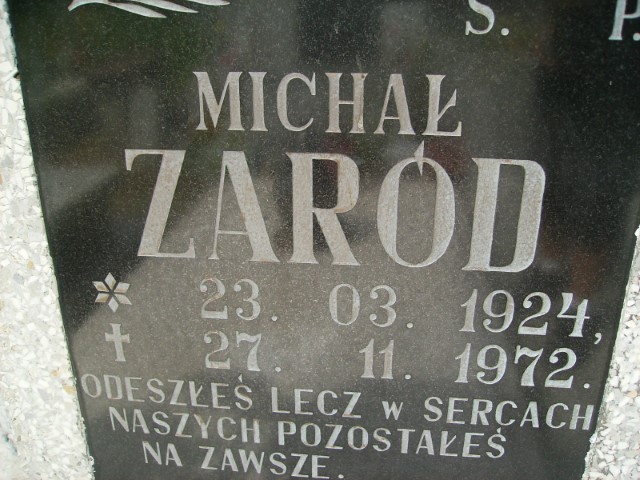 Ś. P.
MICHAŁ
ZARÓD
* 23. 03. 1924,
† 27. 11. 1972.
ODESZŁEŚ LECZ w SERCACH
NASZYCH POZOSTAŁEŚ
NA ZAWSZE.